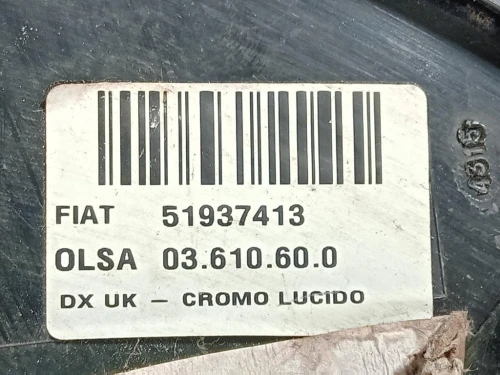 FIAT 51937413
OLSA 03.610.60.0
DX UK – CROMO LUCIDO